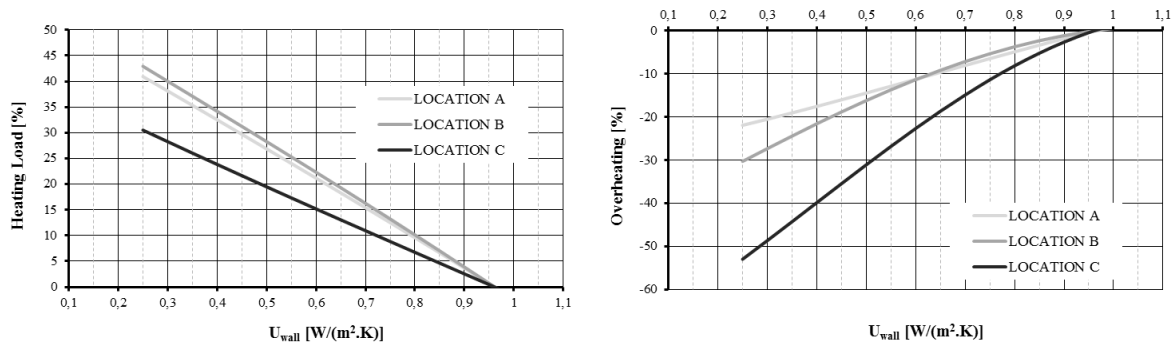 Heating Load [%]
50
45
40
35
30
25
20
15
10
5
0
LOCATION A
LOCATION B
LOCATION C
0,1 0,2 0,3 0,4 0,5 0,6 0,7 0,8 0,9 1 1,1
U_wall [W/(m².K)]
0,1 0,2 0,3 0,4 0,5 0,6 0,7 0,8 0,9 1 1,1
Overheating [%]
0
-10
-20
-30
-40
-50
-60
LOCATION A
LOCATION B
LOCATION C
U_wall [W/(m².K)]